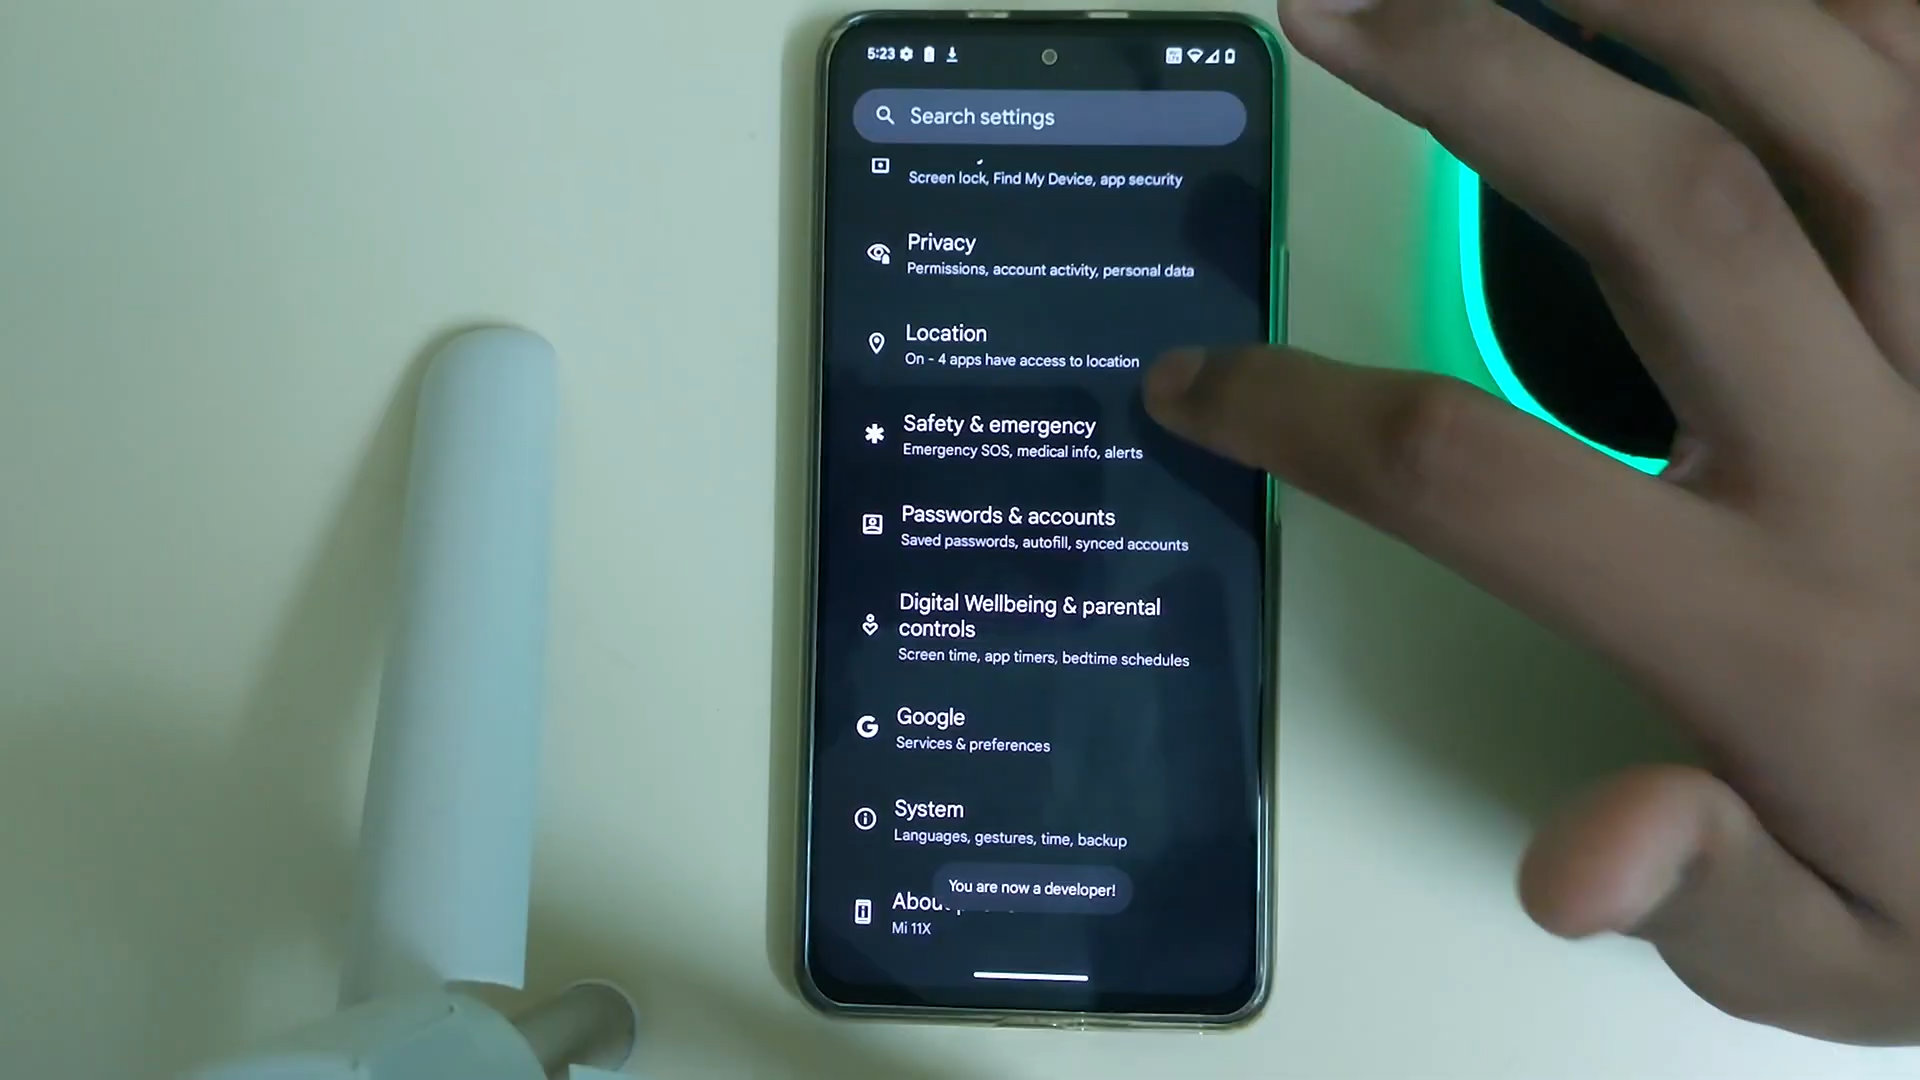 5:23
Search settings
Screen lock, Find My Device, app security
Privacy
Permissions, account activity, personal data
Location
On - 4 apps have access to location
Safety & emergency
Emergency SOS, medical info, alerts
Passwords & accounts
Saved passwords, autofill, synced accounts
Digital Wellbeing & parental
controls
Screen time, app timers, bedtime schedules
Google
Services & preferences
System
Languages, gestures, time, backup
You are now a developer!
About
Mi 11X